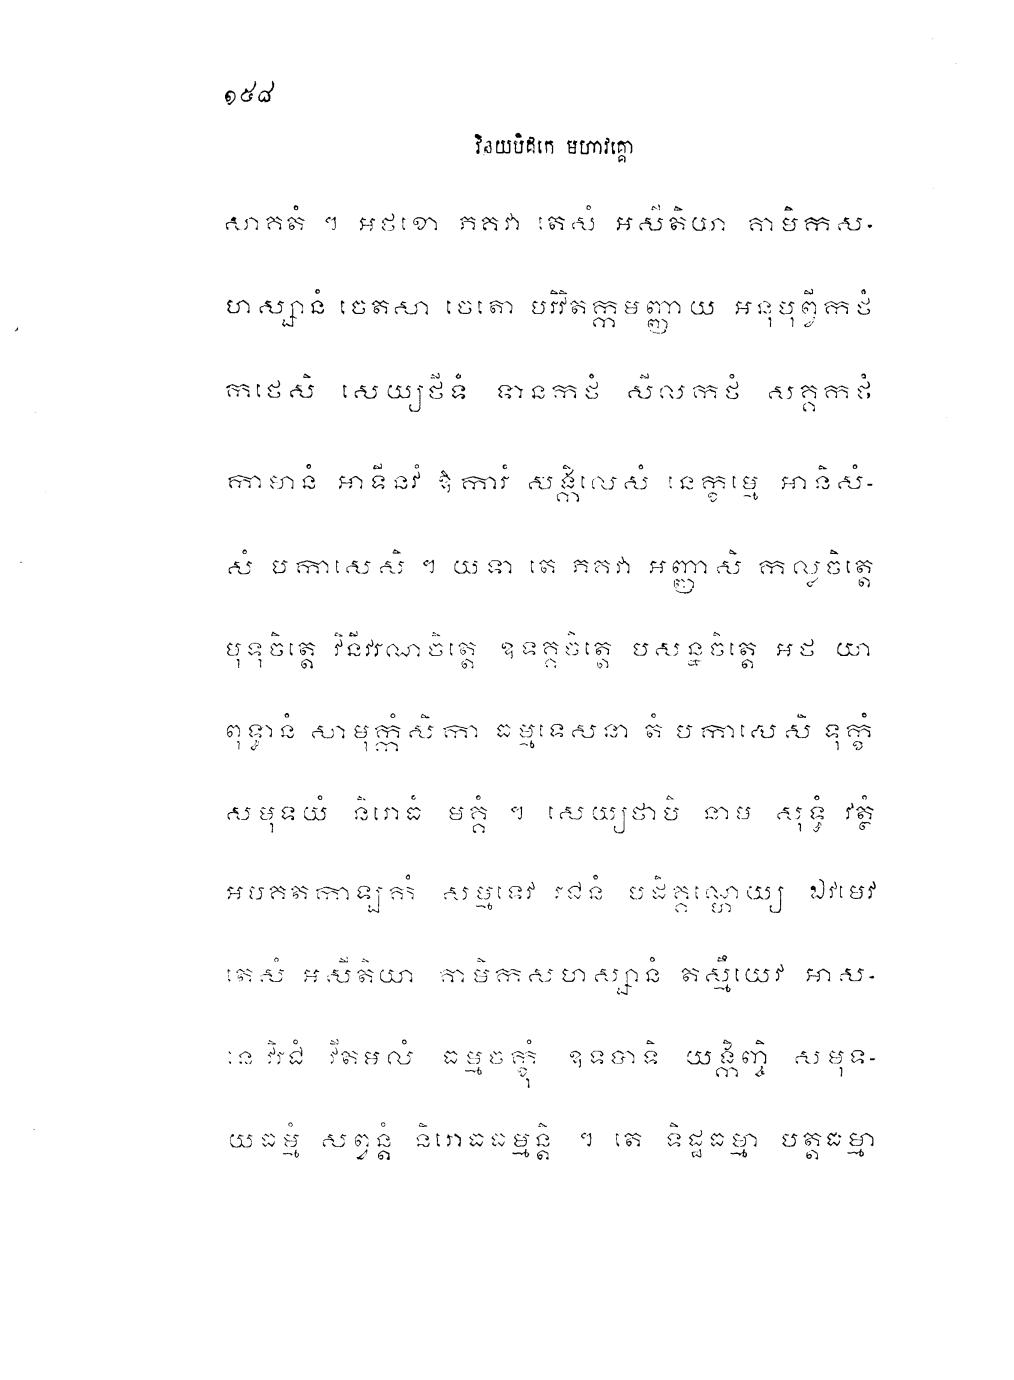 ១៥៨
វិនយបិដកេ មហាវគ្គោ
សាគតំ ។ អថខោ ភគវា តេសំ អសីតិយា គាមិកស-
ហស្សានំ ចេតសា ចេតោ បរិវិតក្កមញ្ញាយ អនុបុព្វីកថំ
កថេសិ សេយ្យថីទំ ទានកថំ សីលកថំ សគ្គកថំ
កាមានំ អាទីនវំ ឱការំ សង្កិលេសំ នេក្ខម្មេ អានិសំ-
សំ បកាសេសិ ។ យទា តេ ភគវា អញ្ញាសិ កល្លចិត្តេ
មុទុចិត្តេ វិនីវរណចិត្តេ ឧទគ្គចិត្តេ បសន្នចិត្តេ អថ យា
ពុទ្ធានំ សាមុក្កំសិកា ធម្មទេសនា តំ បកាសេសិ ទុក្ខំ
សមុទយំ និរោធំ មគ្គំ ។ សេយ្យថាបិ នាម សុទ្ធំ វត្ថំ
អបគតកាឡកំ សម្មទេវ រជនំ បដិគ្គណ្ហេយ្យ ឯវមេវ
តេសំ អសីតិយា គាមិកសហស្សានំ តស្មឹយេវ អាស-
នេ វិរជំ វីតមលំ ធម្មចក្ខុំ ឧទបាទិ យង្កិញ្ចិ សមុទ-
យធម្មំ សព្វន្តំ និរោធធម្មន្តិ ។ តេ ទិដ្ឋធម្មា បត្តធម្មា